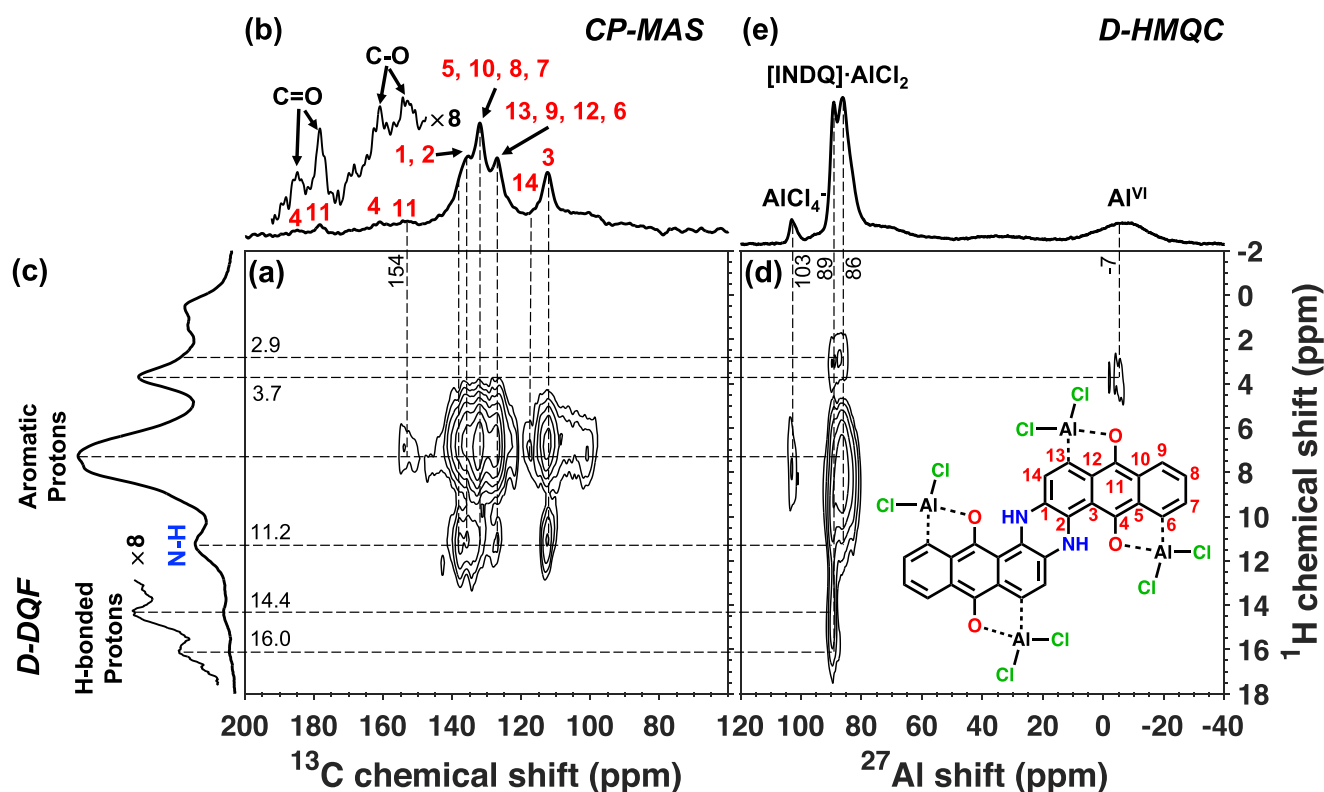 (b)
CP-MAS
C-O
C=O
×8
5, 10, 8, 7
13, 9, 12, 6
1, 2
14
3
4
11
4
11
(e)
D-HMQC
[INDQ]·AlCl₂
AlCl₄⁻
Alⱽᴵ
(c)
(a)
154
2.9
3.7
11.2
14.4
16.0
Aromatic
Protons
N-H
×8
H-bonded
Protons
D-DQF
200 180 160 140 120 100 80
¹³C chemical shift (ppm)
(d)
103
89
86
-7
Cl
Cl
Al
O
13
12
10
9
14
11
8
Cl
Cl
Al
O
HN
1
3
5
7
2
4
6
NH
O
Al
Cl
Cl
O
Al
Cl
Cl
120 100 80 60 40 20 0 -20 -40
²⁷Al shift (ppm)
-2
0
2
4
6
8
10
12
14
16
18
¹H chemical shift (ppm)